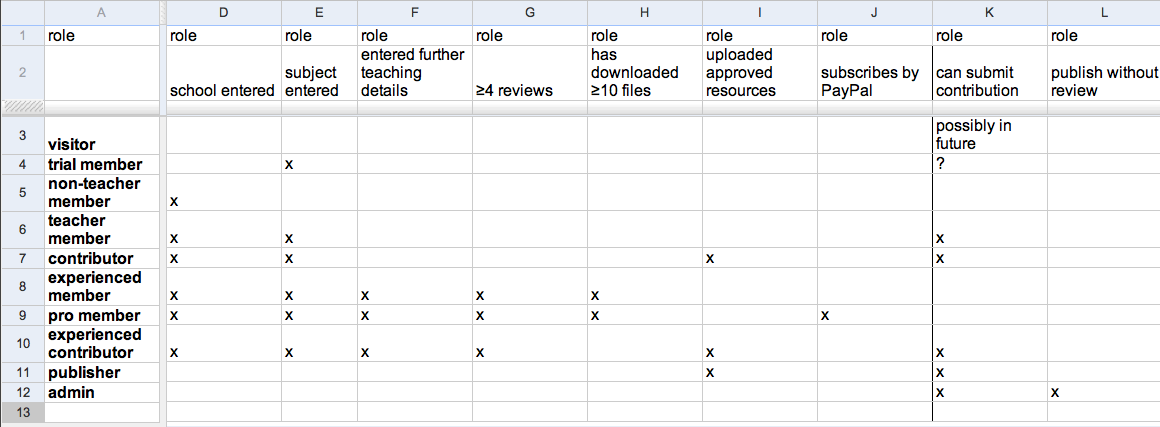 A D E F G H I J K L
1 role role role role role role role role role role
2 school entered subject entered entered further teaching details ≥4 reviews has downloaded ≥10 files uploaded approved resources subscribes by PayPal can submit contribution publish without review
3 visitor possibly in future
4 trial member x ?
5 non-teacher member x
6 teacher member x x x
7 contributor x x x x
8 experienced member x x x x x
9 pro member x x x x x x
10 experienced contributor x x x x x x
11 publisher x x
12 admin x x
13